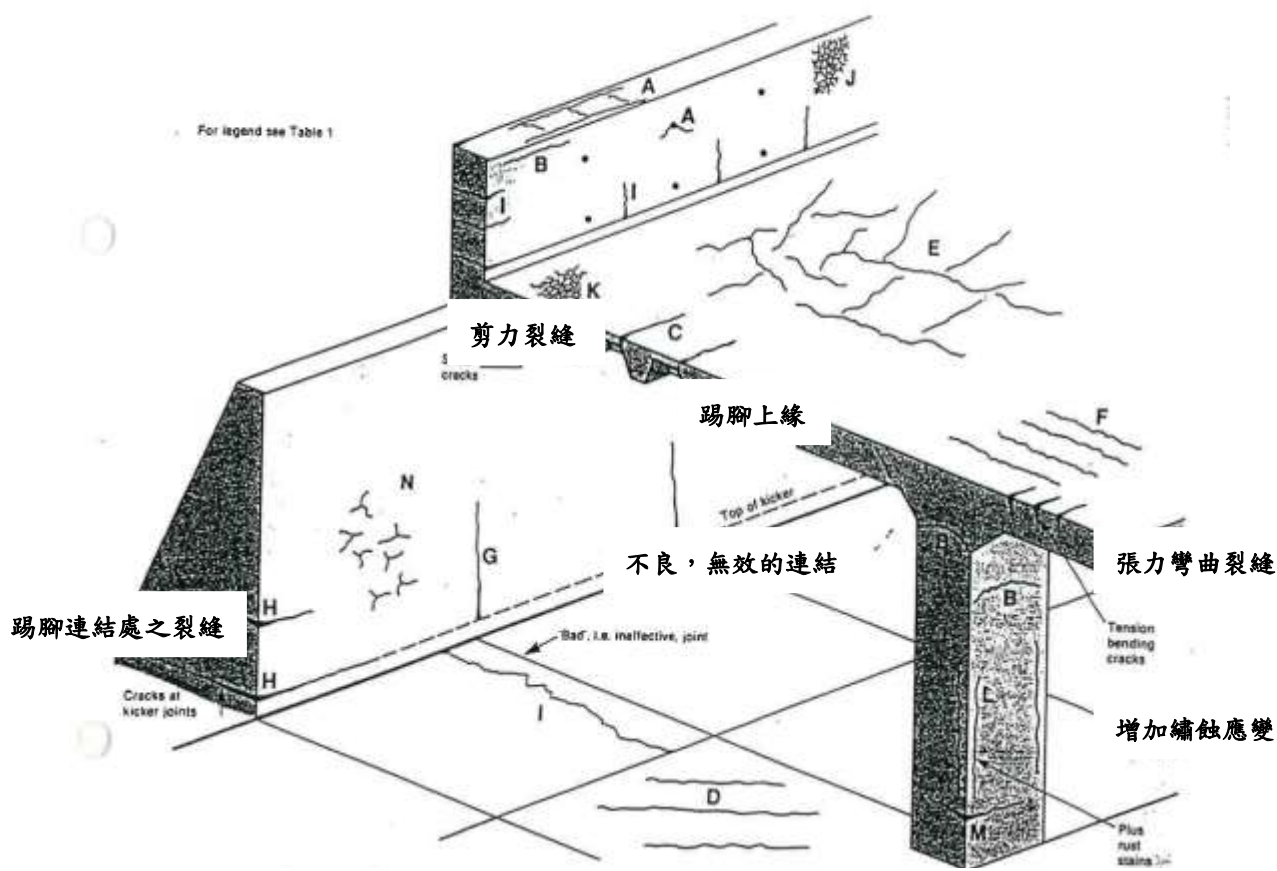 For legend see Table 1
A
A
J
B
I
I
E
K
剪力裂縫
C
cracks
踢腳上緣
F
N
Top of kicker
G
不良，無效的連結
張力彎曲裂縫
B
B
H
踢腳連結處之裂縫
'Bad', i.e. ineffective, joint
Tension
bending
cracks
H
Cracks at
kicker joints
I
L
增加繡蝕應變
D
M
Plus
rust
stains